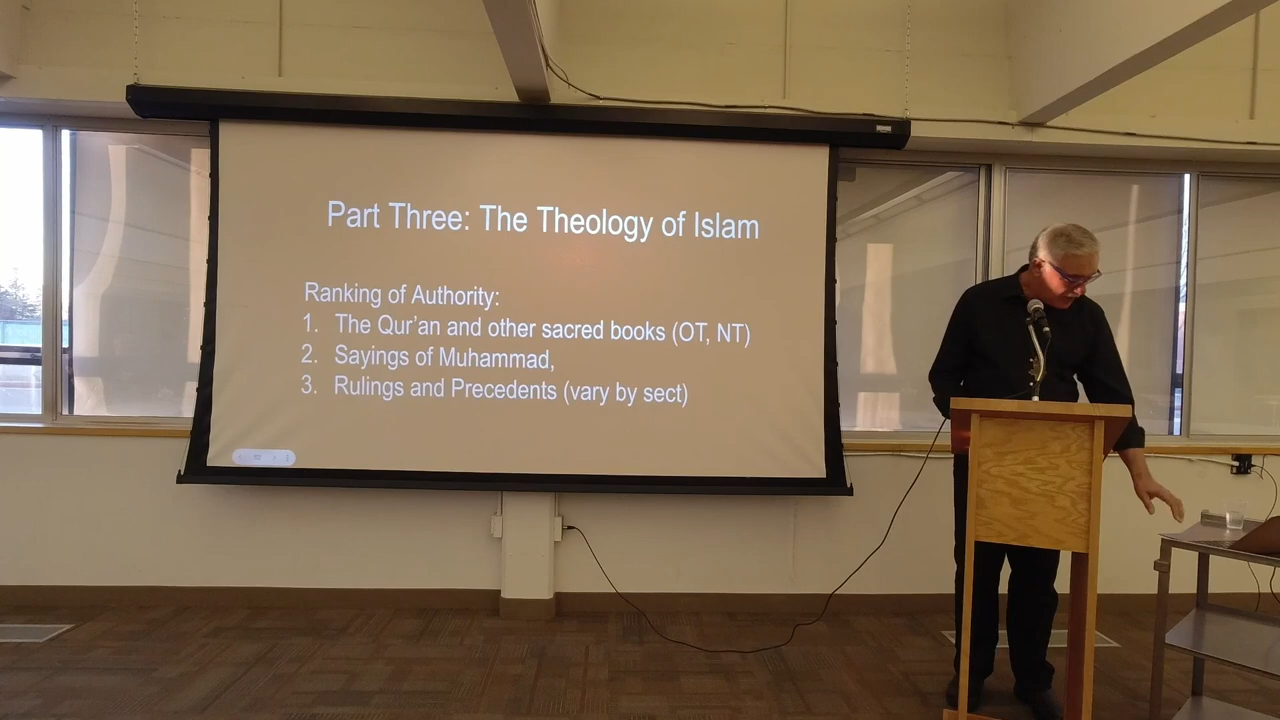 Part Three: The Theology of Islam
Ranking of Authority:
1. The Qur'an and other sacred books (OT, NT)
2. Sayings of Muhammad,
3. Rulings and Precedents (vary by sect)